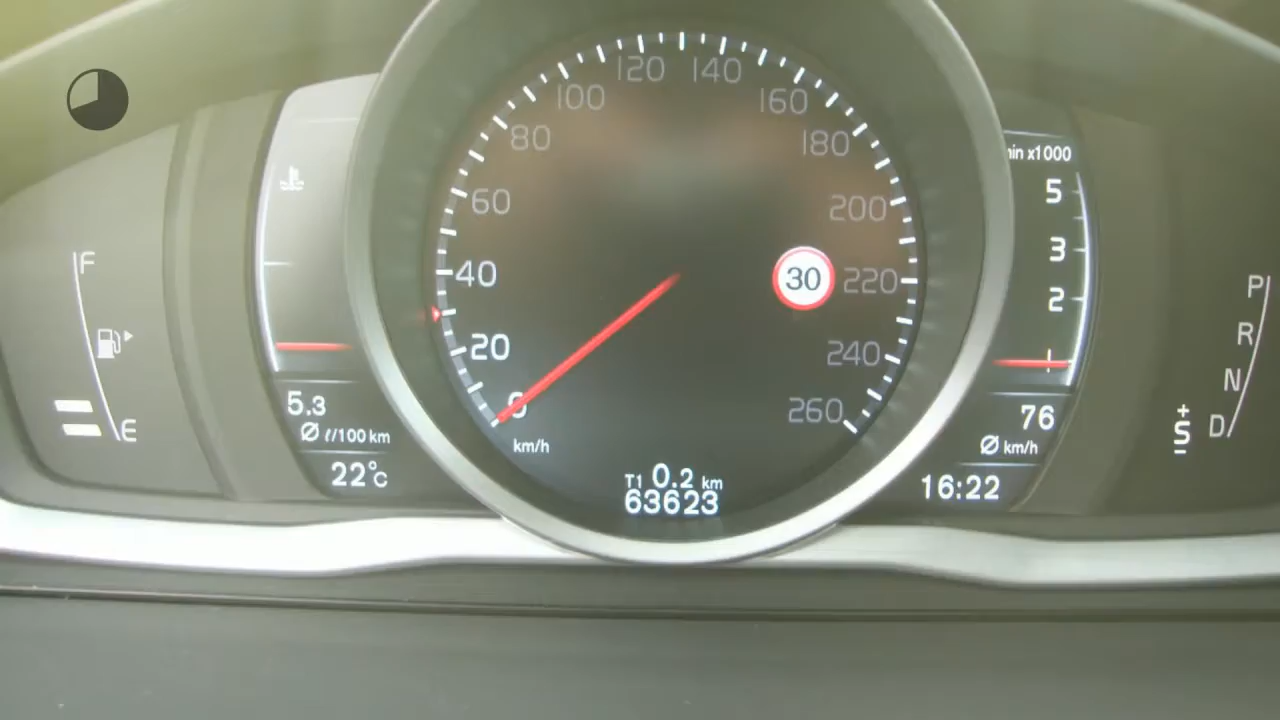 F
E
5.3
Ø l/100 km
22°C
0
20
40
60
80
100
120
140
160
180
200
220
240
260
km/h
30
T1 0.2 km
63623
min x1000
5
3
2
1
76
Ø km/h
16:22
P
R
N
D
+
S
-